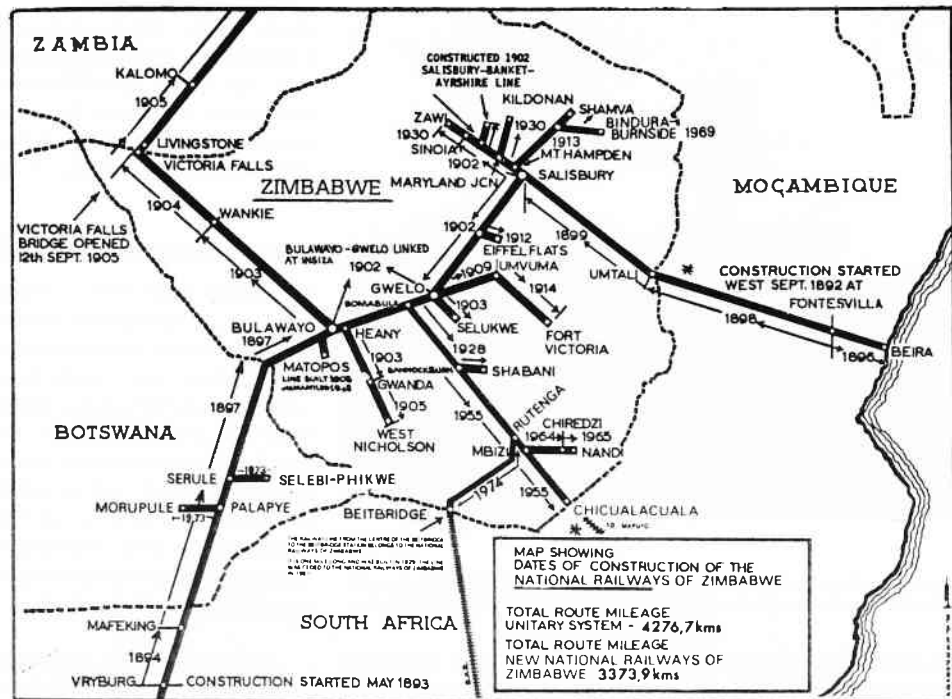 ZAMBIA
KALOMO
1905
LIVINGSTONE
VICTORIA FALLS
1904
VICTORIA FALLS
BRIDGE OPENED
12th SEPT. 1905
WANKIE
1903
ZIMBABWE
CONSTRUCTED 1902
SALISBURY-BANKET-
AYRSHIRE LINE
KILDONAN
SHAMVA
BINDURA-
BURNSIDE 1969
ZAWI
1930
SINOIA
1902
1930
1913
MT HAMPDEN
MARYLAND JCN
SALISBURY
MOÇAMBIQUE
1902
1899
1912
EIFFEL FLATS
BULAWAYO-GWELO LINKED
AT INSIZA
1902
GWELO
1909
UMVUMA
1914
UMTALI
*
CONSTRUCTION STARTED
WEST SEPT. 1892 AT
FONTESVILLA
1898
1896
BEIRA
1903
SELUKWE
FORT
VICTORIA
BULAWAYO
1897
HEANY
MATOPOS
1903
GWANDA
1905
WEST
NICHOLSON
1928
SHABANI
1955
RUTENGA
CHIREDZI
1964
1965
MBIZI
NANDI
1974
1955
BEITBRIDGE
CHICUALACUALA
*
TO MAPUTO
BOTSWANA
1897
1973
SERULE
SELEBI-PHIKWE
MORUPULE
PALAPYE
1973
SOUTH AFRICA
MAFEKING
1894
VRYBURG
CONSTRUCTION STARTED MAY 1893
MAP SHOWING
DATES OF CONSTRUCTION OF THE
NATIONAL RAILWAYS OF ZIMBABWE
TOTAL ROUTE MILEAGE
UNITARY SYSTEM - 4276,7kms
TOTAL ROUTE MILEAGE
NEW NATIONAL RAILWAYS OF
ZIMBABWE 3373,9kms